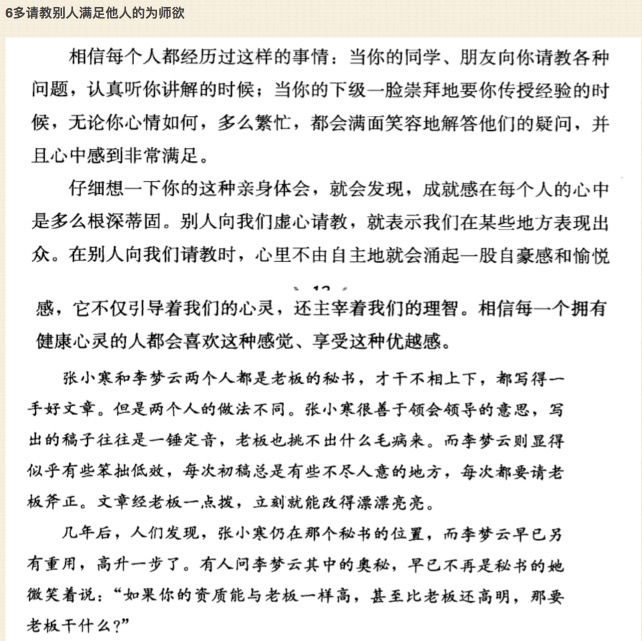 6多请教别人满足他人的为师欲
相信每个人都经历过这样的事情：当你的同学、朋友向你请教各种
问题，认真听你讲解的时候；当你的下级一脸崇拜地要你传授经验的时
候，无论你心情如何，多么繁忙，都会满面笑容地解答他们的疑问，并
且心中感到非常满足。
仔细想一下你的这种亲身体会，就会发现，成就感在每个人的心中
是多么根深蒂固。别人向我们虚心请教，就表示我们在某些地方表现出
众。在别人向我们请教时，心里不由自主地就会涌起一股自豪感和愉悦
感，它不仅引导着我们的心灵，还主宰着我们的理智。相信每一个拥有
健康心灵的人都会喜欢这种感觉、享受这种优越感。
张小寒和李梦云两个人都是老板的秘书，才干不相上下，都写得一
手好文章。但是两个人的做法不同。张小寒很善于领会领导的意思，写
出的稿子往往是一锤定音，老板也挑不出什么毛病来。而李梦云则显得
似乎有些笨拙低效，每次初稿总是有些不尽人意的地方，每次都要请老
板斧正。文章经老板一点拨，立刻就能改得漂漂亮亮。
几年后，人们发现，张小寒仍在那个秘书的位置，而李梦云早已另
有重用，高升一步了。有人问李梦云其中的奥秘，早已不再是秘书的她
微笑着说：“如果你的资质能与老板一样高，甚至比老板还高明，那要
老板干什么？”